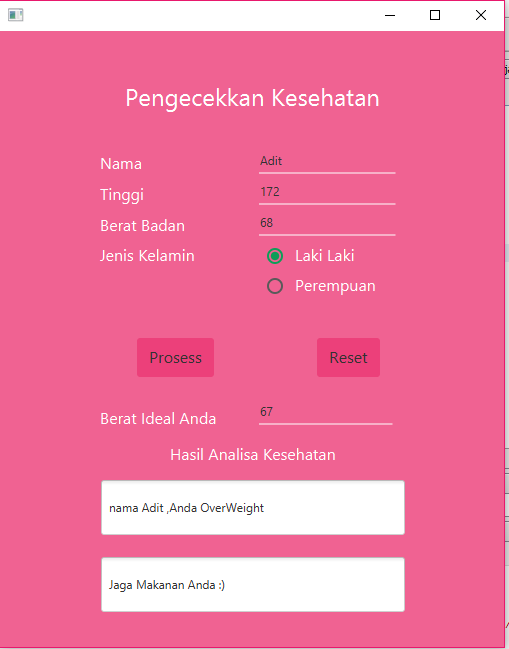 Pengecekkan Kesehatan
Nama Adit
Tinggi 172
Berat Badan 68
Jenis Kelamin Laki Laki
Perempuan
Prosess Reset
Berat Ideal Anda 67
Hasil Analisa Kesehatan
nama Adit ,Anda OverWeight
Jaga Makanan Anda :)